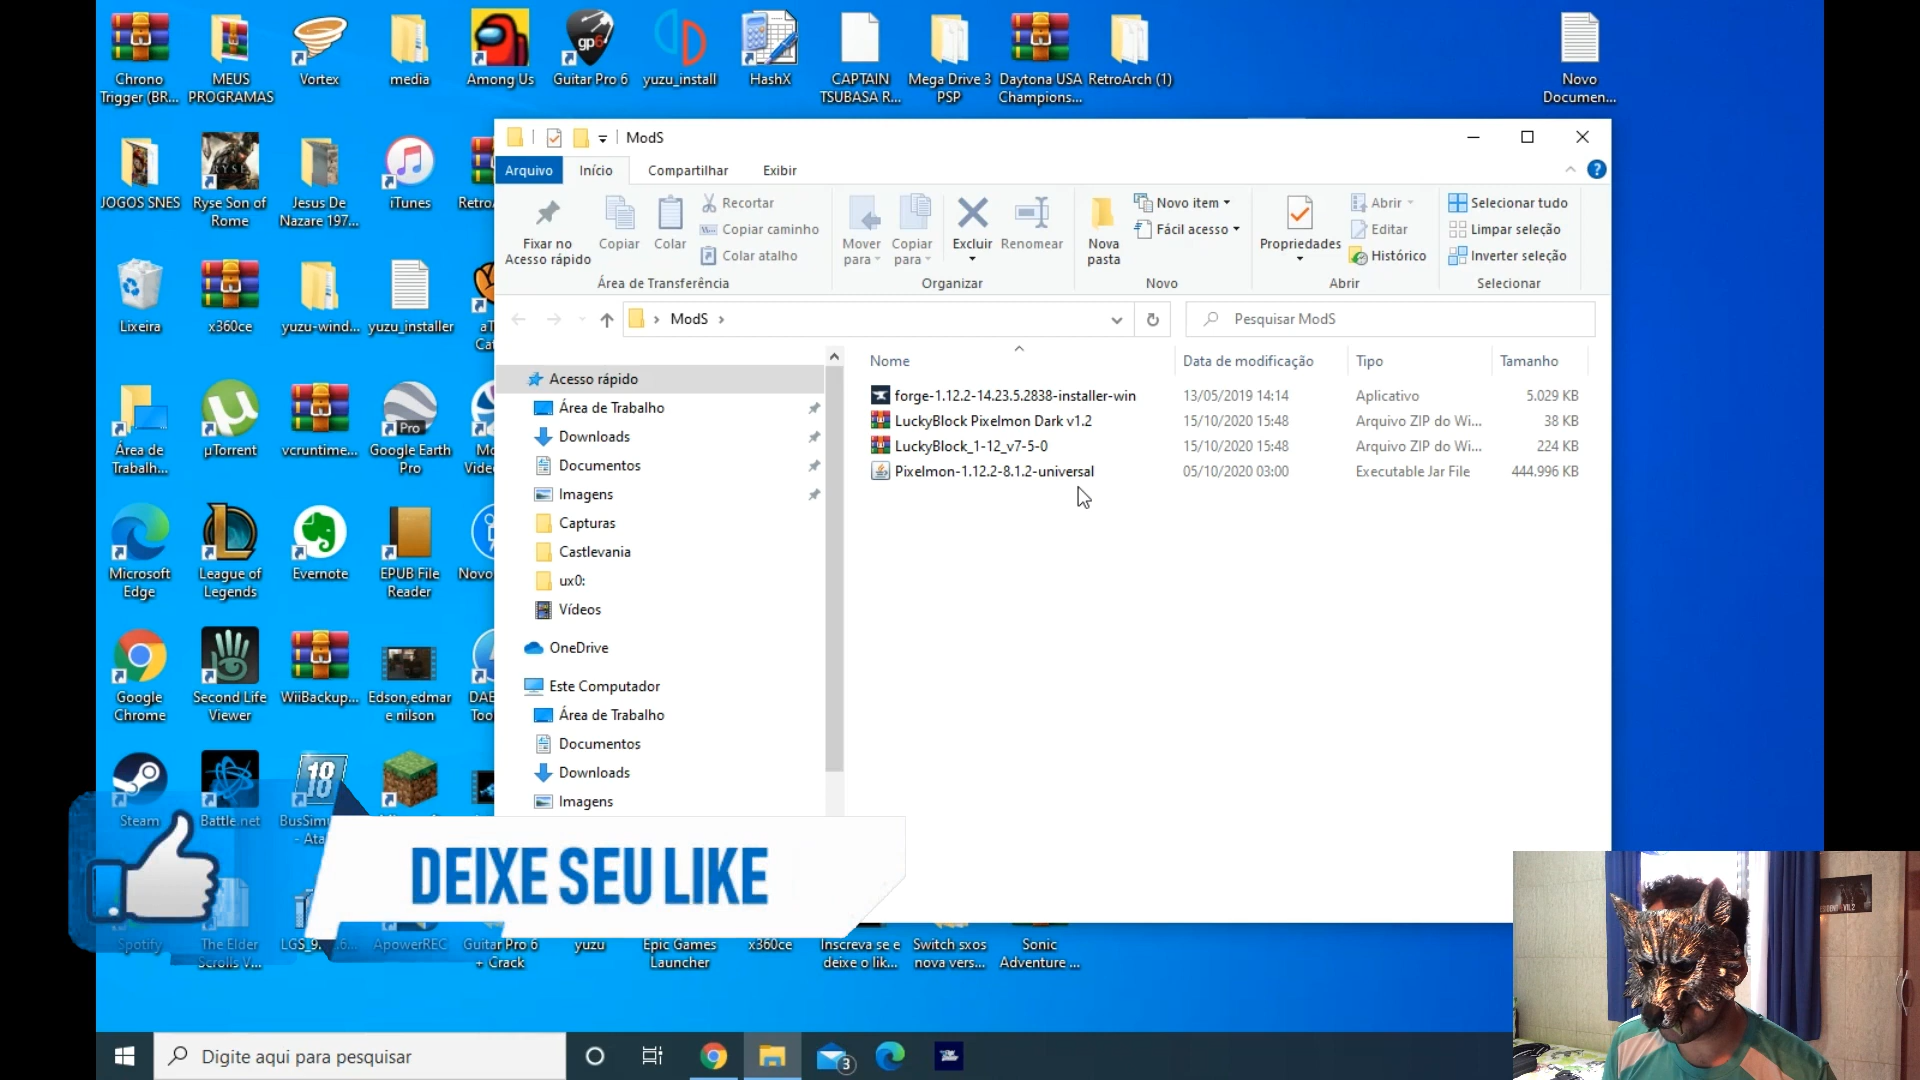 Chrono
Trigger (BR...
MEUS
PROGRAMAS
Vortex
media
Among Us
Guitar Pro 6
yuzu_install
HashX
CAPTAIN
TSUBASA R...
Mega Drive 3
PSP
Daytona USA
Champions...
RetroArch (1)
Novo
Documen...
JOGOS SNES
Ryse Son of
Rome
Jesus De
Nazare 197...
iTunes
Lixeira
x360ce
yuzu-wind...
yuzu_installer
Área de
Trabalh...
µTorrent
vcruntime...
Google Earth
Pro
Microsoft
Edge
League of
Legends
Evernote
EPUB File
Reader
Google
Chrome
Second Life
Viewer
WiiBackup...
Edson,edmar
e nilson
Steam
Battle.net
ModS
Arquivo
Início
Compartilhar
Exibir
Fixar no
Acesso rápido
Copiar
Colar
Recortar
Copiar caminho
Colar atalho
Área de Transferência
Mover
para
Copiar
para
Excluir
Renomear
Organizar
Nova
pasta
Novo item
Fácil acesso
Novo
Propriedades
Abrir
Editar
Histórico
Abrir
Selecionar tudo
Limpar seleção
Inverter seleção
Selecionar
ModS
Pesquisar ModS
Nome
Data de modificação
Tipo
Tamanho
forge-1.12.2-14.23.5.2838-installer-win 13/05/2019 14:14 Aplicativo 5.029 KB
LuckyBlock Pixelmon Dark v1.2 15/10/2020 15:48 Arquivo ZIP do Wi... 38 KB
LuckyBlock_1-12_v7-5-0 15/10/2020 15:48 Arquivo ZIP do Wi... 224 KB
Pixelmon-1.12.2-8.1.2-universal 05/10/2020 03:00 Executable Jar File 444.996 KB
Acesso rápido
Área de Trabalho
Downloads
Documentos
Imagens
Capturas
Castlevania
ux0:
Vídeos
OneDrive
Este Computador
Área de Trabalho
Documentos
Downloads
Imagens
DEIXE SEU LIKE
Spotify
The Elder
Scrolls V...
ApowerREC
Guitar Pro 6
+ Crack
yuzu
Epic Games
Launcher
x360ce
Inscreva se e
deixe o lik...
Switch sxos
nova vers...
Sonic
Adventure ...
Digite aqui para pesquisar
3